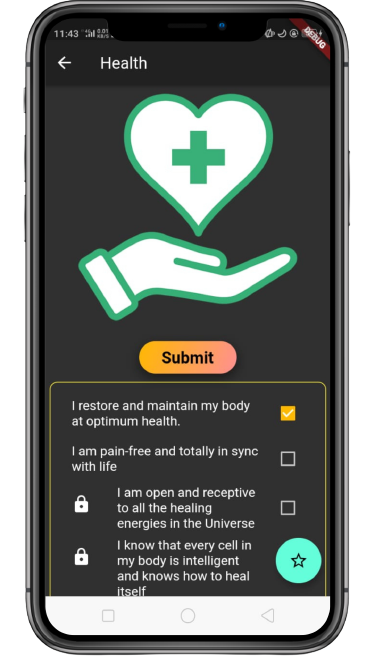 11:43
DEBUG
Health
Submit
I restore and maintain my body
at optimum health.
I am pain-free and totally in sync
with life
I am open and receptive
to all the healing
energies in the Universe
I know that every cell in
my body is intelligent
and knows how to heal
itself